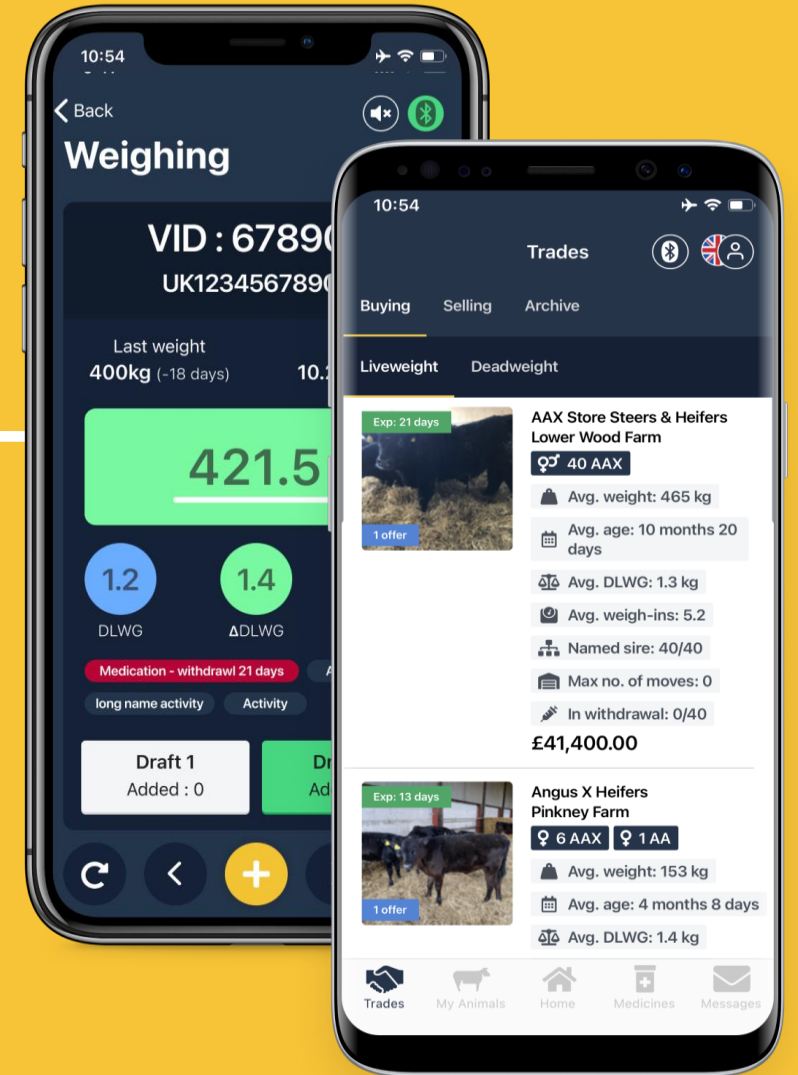 10:54
Back
Weighing
VID : 67890
UK1234567890
Last weight
400kg (-18 days)
10.2
421.5
1.2
1.4
DLWG
ΔDLWG
Medication - withdrawl 21 days
A
long name activity
Activity
Draft 1
Added : 0
Dr
Ad
10:54
Trades
Buying
Selling
Archive
Liveweight
Deadweight
Exp: 21 days
1 offer
AAX Store Steers & Heifers
Lower Wood Farm
40 AAX
Avg. weight: 465 kg
Avg. age: 10 months 20
days
Avg. DLWG: 1.3 kg
Avg. weigh-ins: 5.2
Named sire: 40/40
Max no. of moves: 0
In withdrawal: 0/40
£41,400.00
Exp: 13 days
1 offer
Angus X Heifers
Pinkney Farm
6 AAX
1 AA
Avg. weight: 153 kg
Avg. age: 4 months 8 days
Avg. DLWG: 1.4 kg
Trades
My Animals
Home
Medicines
Messages